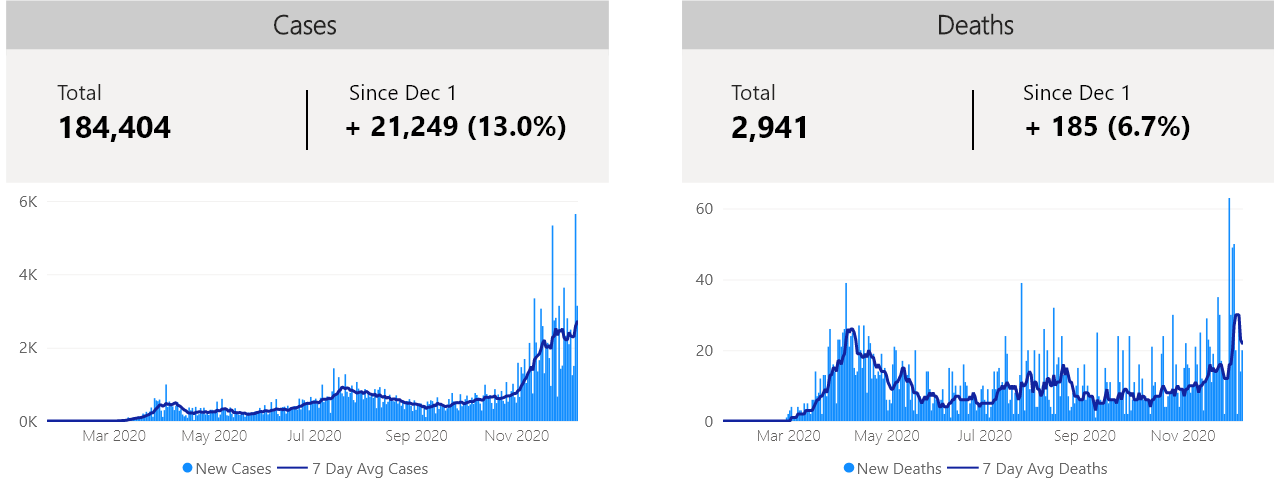 Cases
Total
184,404
Since Dec 1
+ 21,249 (13.0%)
6K
4K
2K
0K
Mar 2020 May 2020 Jul 2020 Sep 2020 Nov 2020
New Cases 7 Day Avg Cases
Deaths
Total
2,941
Since Dec 1
+ 185 (6.7%)
60
40
20
0
Mar 2020 May 2020 Jul 2020 Sep 2020 Nov 2020
New Deaths 7 Day Avg Deaths